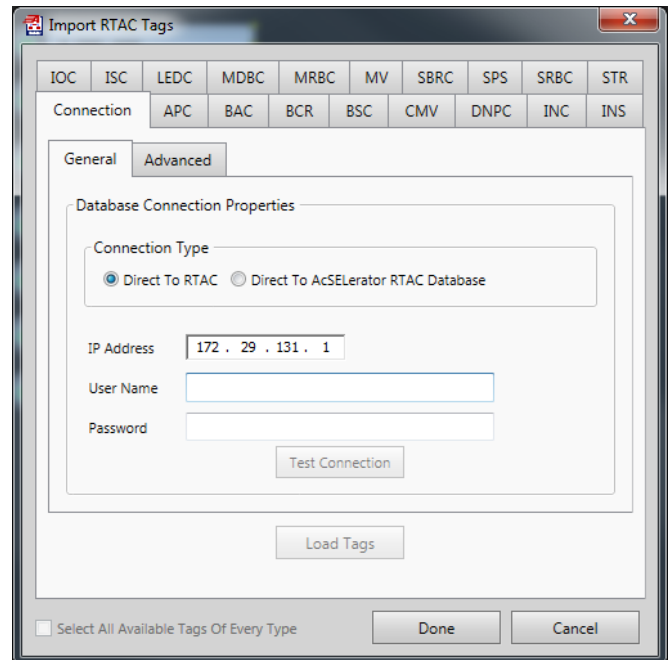 Import RTAC Tags
IOC ISC LEDC MDBC MRBC MV SBRC SPS SRBC STR
Connection APC BAC BCR BSC CMV DNPC INC INS
General Advanced
Database Connection Properties
Connection Type
Direct To RTAC Direct To AcSELerator RTAC Database
IP Address 172 . 29 . 131 . 1
User Name
Password
Test Connection
Load Tags
Select All Available Tags Of Every Type Done Cancel